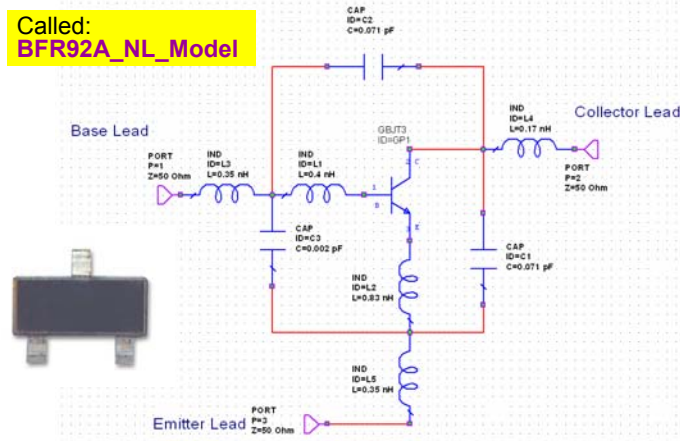 Called:
BFR92A_NL_Model
CAP
ID=C2
C=0.071 pF
Base Lead
PORT
P=1
Z=50 Ohm
IND
ID=L3
L=0.35 nH
IND
ID=L1
L=0.4 nH
GBJT3
ID=GP1
2
C
1
B
3
E
IND
ID=L4
L=0.17 nH
Collector Lead
PORT
P=2
Z=50 Ohm
CAP
ID=C3
C=0.002 pF
CAP
ID=C1
C=0.071 pF
IND
ID=L2
L=0.83 nH
IND
ID=L5
L=0.35 nH
Emitter Lead
PORT
P=3
Z=50 Ohm